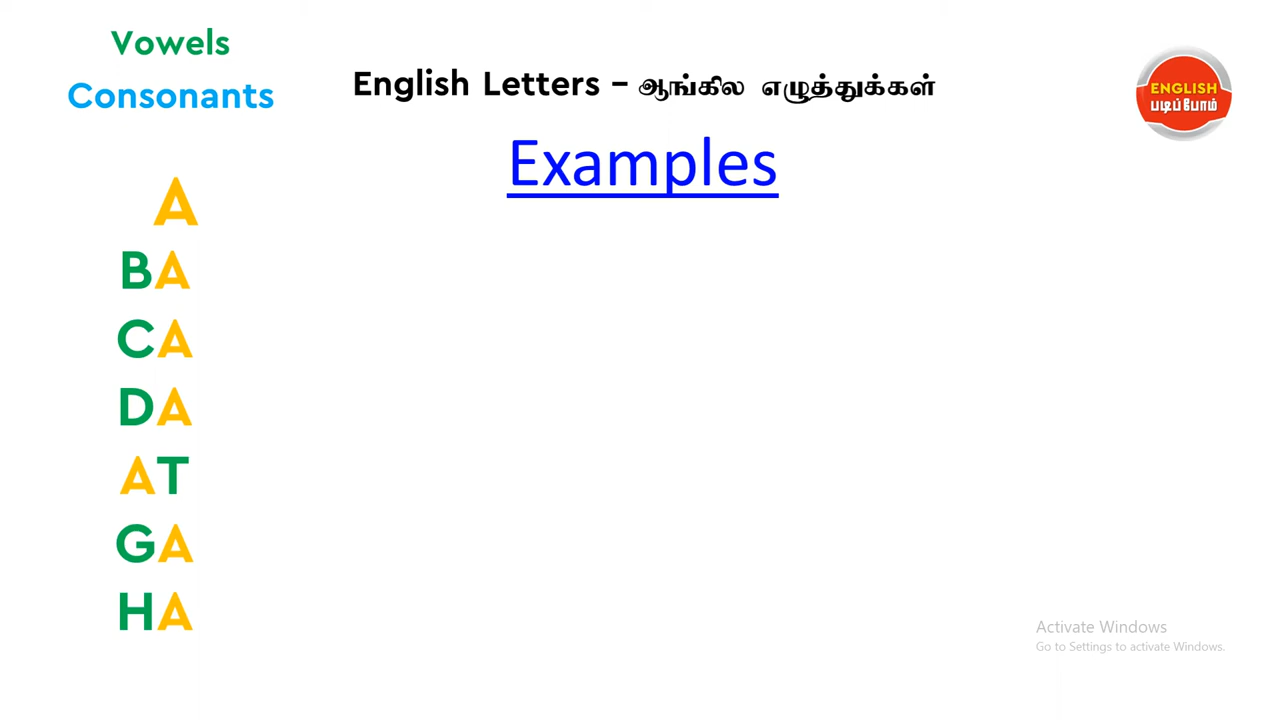 Vowels
Consonants
English Letters – ஆங்கில எழுத்துக்கள்
ENGLISH
படிப்போம்
Examples
A
BA
CA
DA
AT
GA
HA
Activate Windows
Go to Settings to activate Windows.